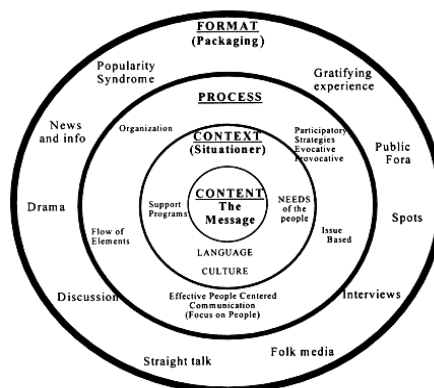 FORMAT
(Packaging)
Popularity
Syndrome
Gratifying
experience
PROCESS
News
and info
Organization
CONTEXT
(Situationer)
Participatory
Strategies
Evocative
Provocative
Public
Fora
CONTENT
The
Message
Support
Programs
NEEDS
of the
people
Drama
Spots
Flow of
Elements
Issue
Based
LANGUAGE
CULTURE
Discussion
Effective People Centered
Communication
(Focus on People)
Interviews
Straight talk
Folk media